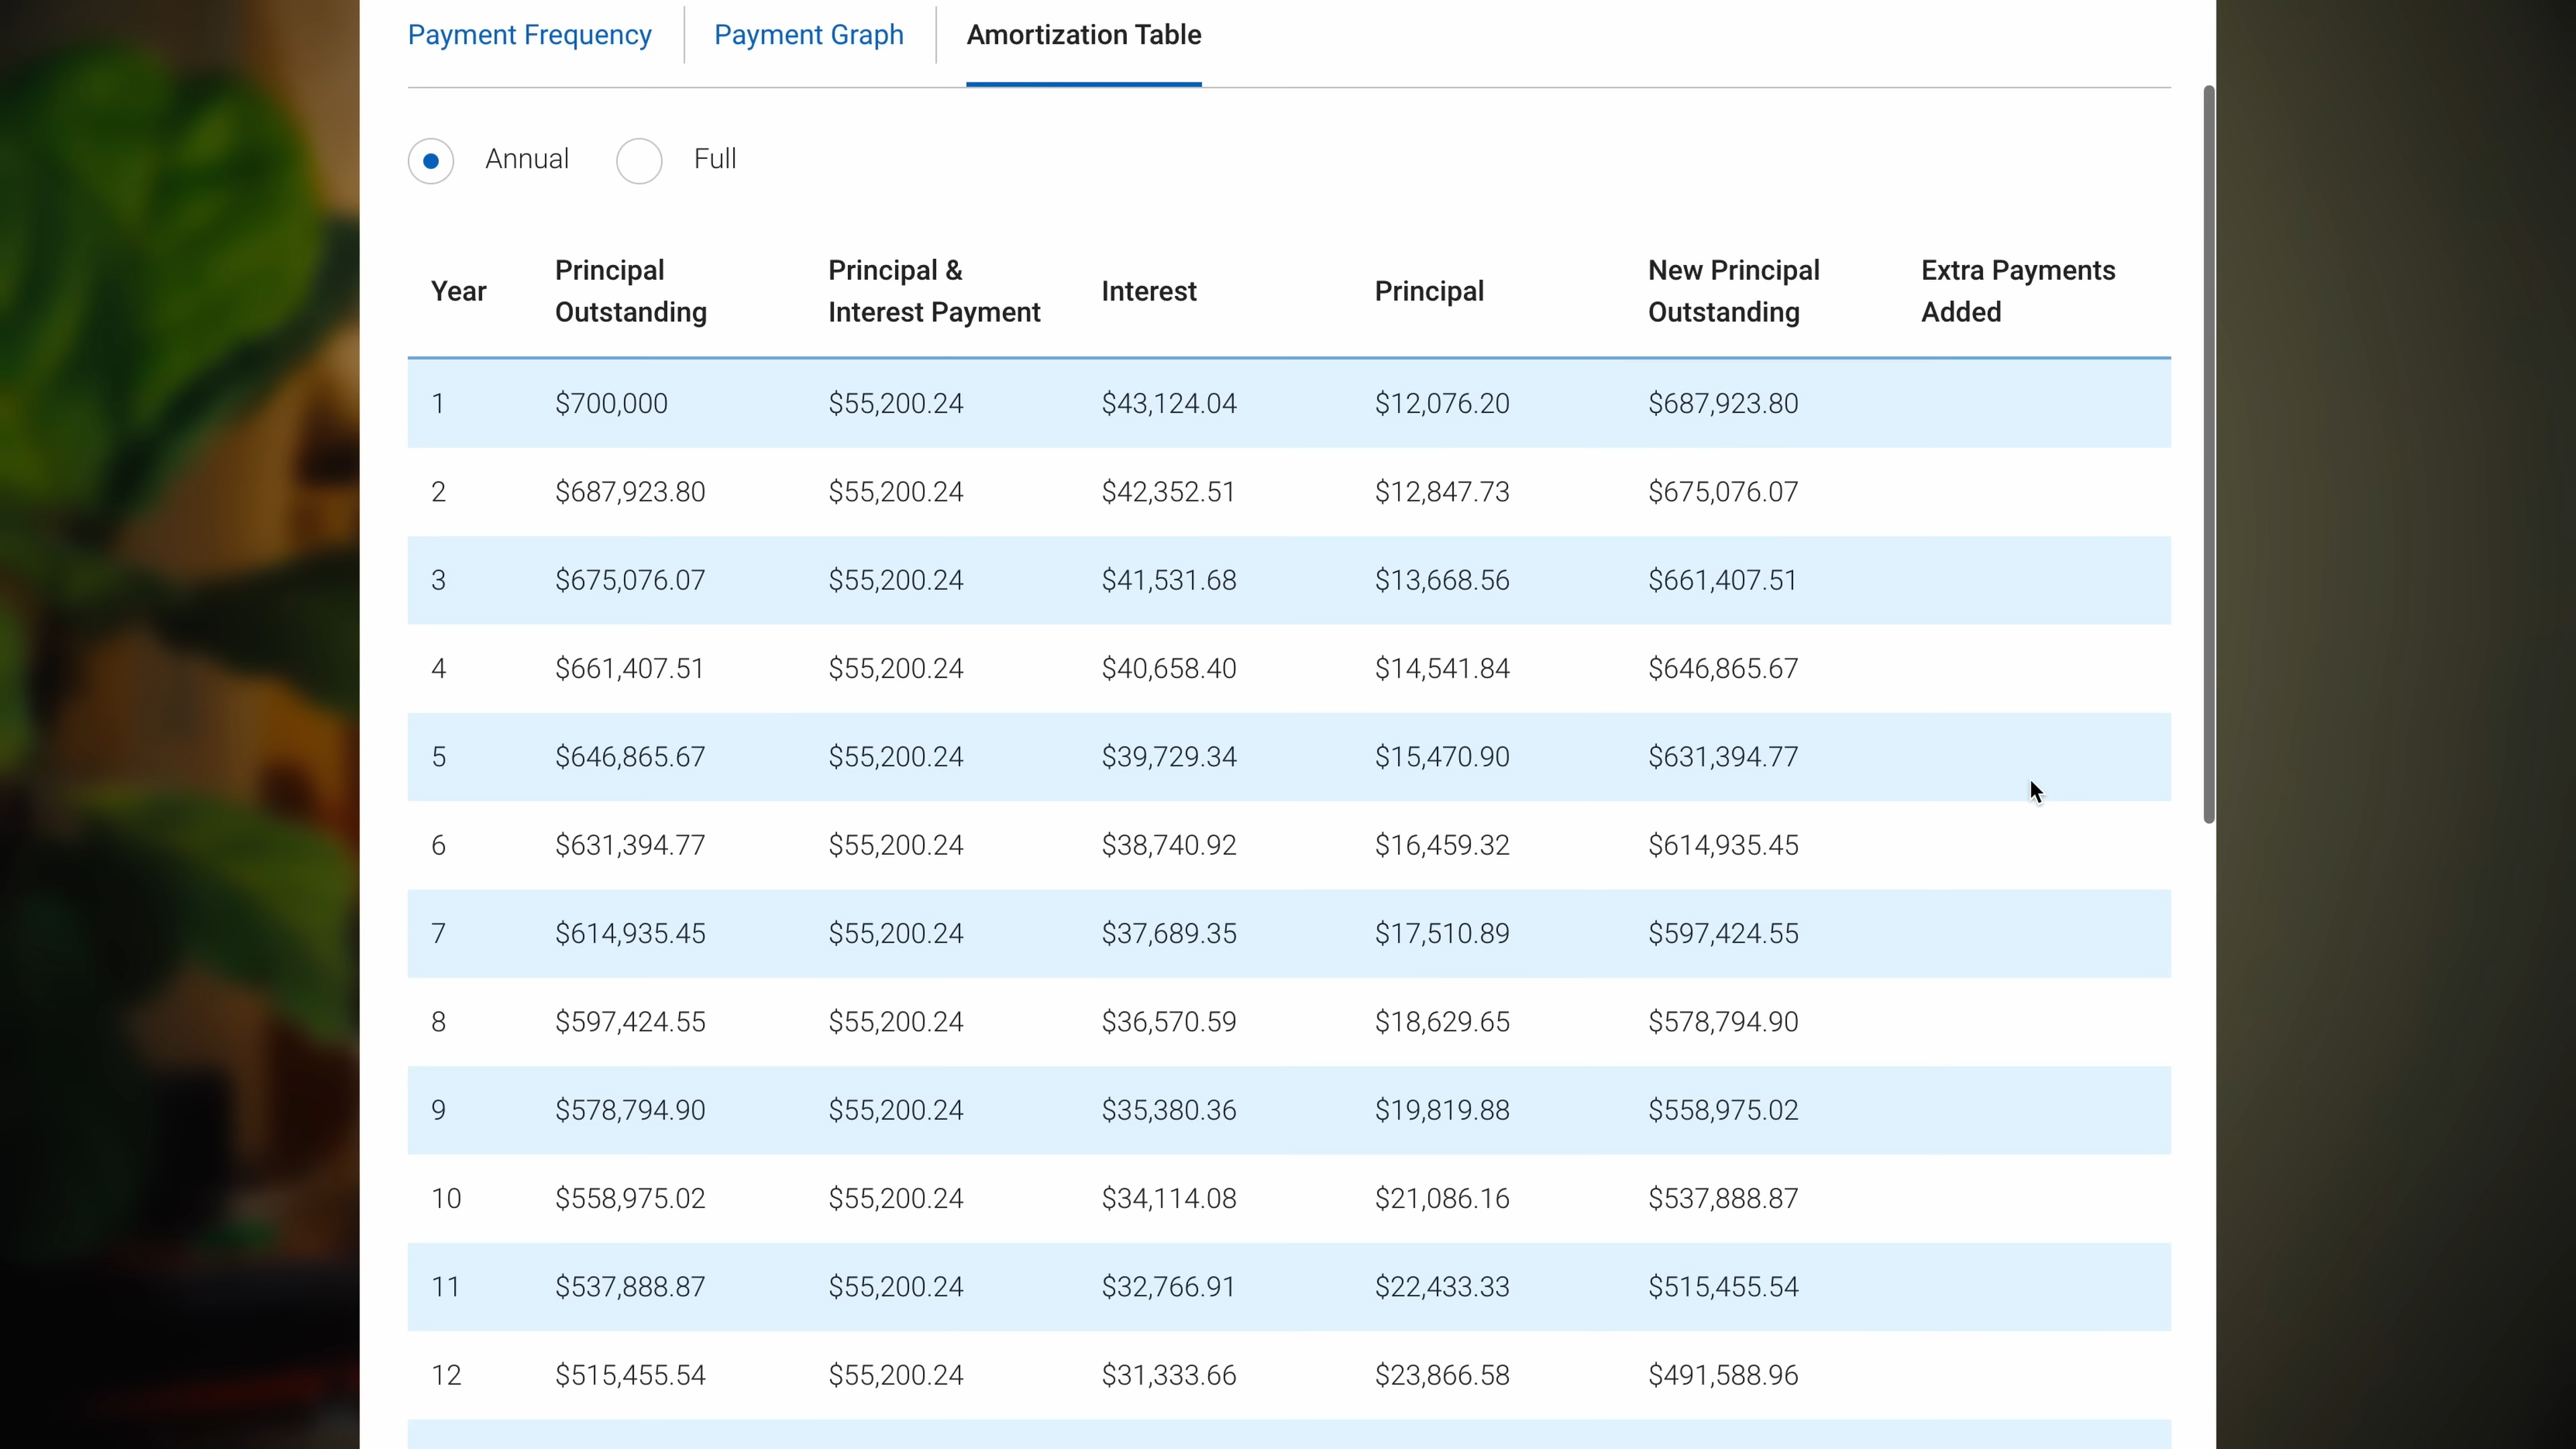 Payment Frequency Payment Graph Amortization Table
Annual Full
Year Principal Outstanding Principal & Interest Payment Interest Principal New Principal Outstanding Extra Payments Added
1 $700,000 $55,200.24 $43,124.04 $12,076.20 $687,923.80
2 $687,923.80 $55,200.24 $42,352.51 $12,847.73 $675,076.07
3 $675,076.07 $55,200.24 $41,531.68 $13,668.56 $661,407.51
4 $661,407.51 $55,200.24 $40,658.40 $14,541.84 $646,865.67
5 $646,865.67 $55,200.24 $39,729.34 $15,470.90 $631,394.77
6 $631,394.77 $55,200.24 $38,740.92 $16,459.32 $614,935.45
7 $614,935.45 $55,200.24 $37,689.35 $17,510.89 $597,424.55
8 $597,424.55 $55,200.24 $36,570.59 $18,629.65 $578,794.90
9 $578,794.90 $55,200.24 $35,380.36 $19,819.88 $558,975.02
10 $558,975.02 $55,200.24 $34,114.08 $21,086.16 $537,888.87
11 $537,888.87 $55,200.24 $32,766.91 $22,433.33 $515,455.54
12 $515,455.54 $55,200.24 $31,333.66 $23,866.58 $491,588.96